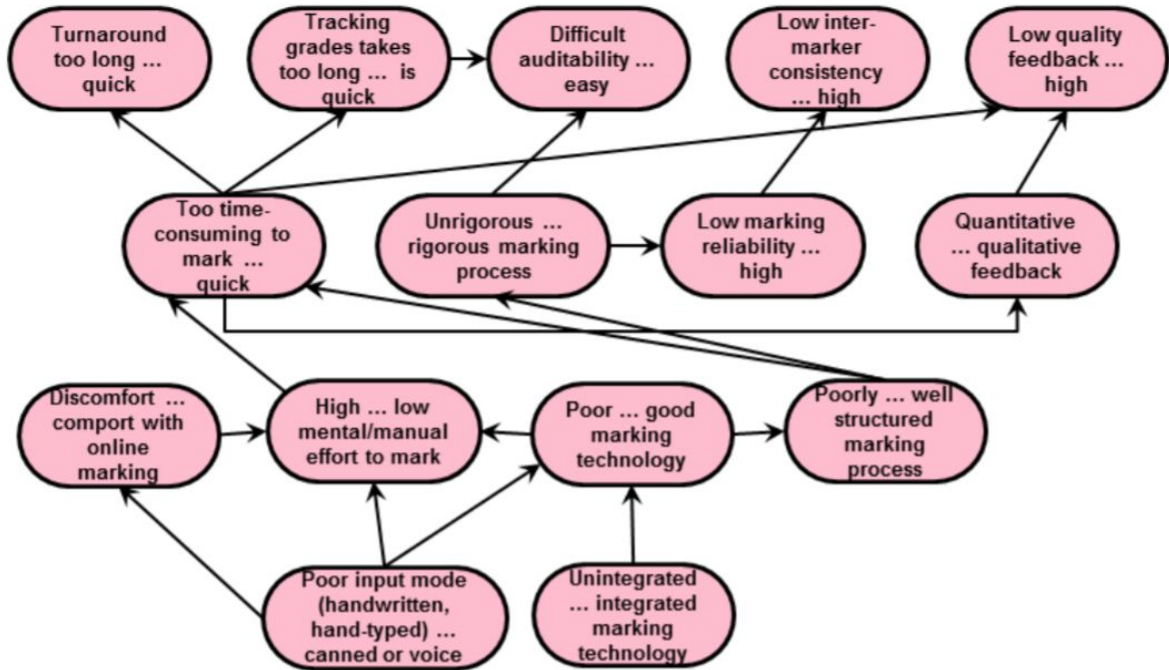 Turnaround
too long ...
quick
Tracking
grades takes
too long ... is
quick
Difficult
auditability ...
easy
Low inter-
marker
consistency
... high
Low quality
feedback ...
high
Too time-
consuming to
mark ...
quick
Unrigorous ...
rigorous marking
process
Low marking
reliability ...
high
Quantitative
... qualitative
feedback
Discomfort ...
comport with
online
marking
High ... low
mental/manual
effort to mark
Poor ... good
marking
technology
Poorly ... well
structured
marking
process
Poor input mode
(handwritten,
hand-typed) ...
canned or voice
Unintegrated
... integrated
marking
technology